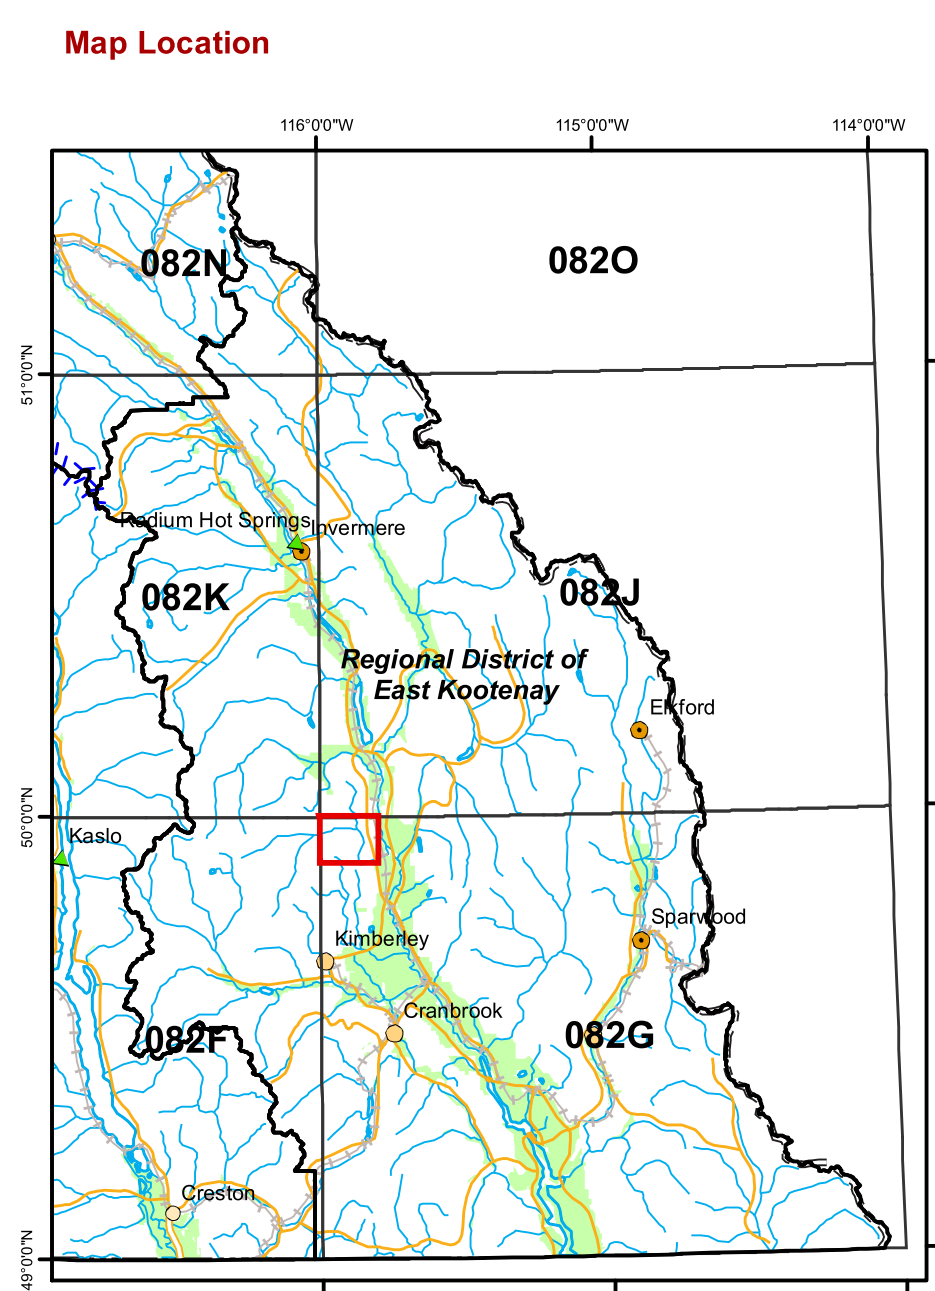 Map Location
116°0'0"W
115°0'0"W
114°0'0"W
082N
082O
51°0'0"N
Radium Hot Springs
Invermere
082K
082J
Regional District of
East Kootenay
Elkford
50°0'0"N
Kaslo
Sparwood
Kimberley
Cranbrook
082F
082G
Creston
49°0'0"N